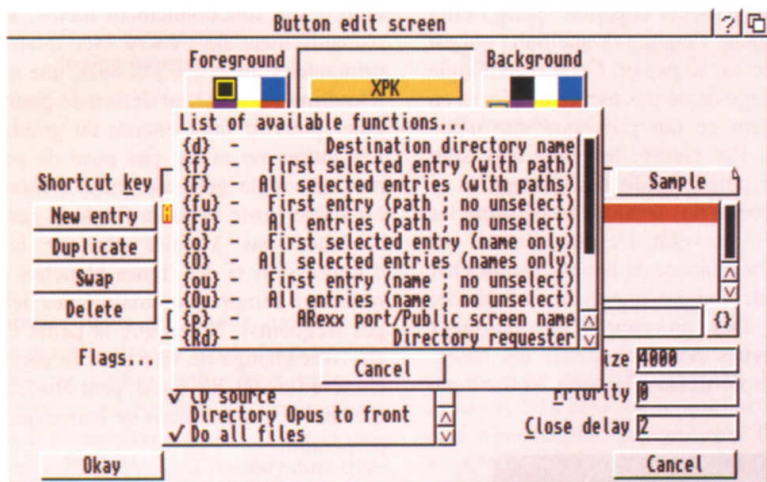 Button edit screen
?
Foreground
Background
XPK
List of available functions...
{d} - Destination directory name
{f} - First selected entry (with path)
{F} - All selected entries (with paths)
{fu} - First entry (path ; no unselect)
{Fu} - All entries (path ; no unselect)
{o} - First selected entry (name only)
{O} - All selected entries (names only)
{ou} - First entry (name ; no unselect)
{Ou} - All entries (name ; no unselect)
{p} - ARexx port/Public screen name
{Rd} - Directory requester
Cancel
Shortcut key
Sample
New entry
Duplicate
Swap
Delete
{}
Flags...
ize 4000
CD source
Priority 0
Directory Opus to front
Do all files
Close delay 2
Okay
Cancel